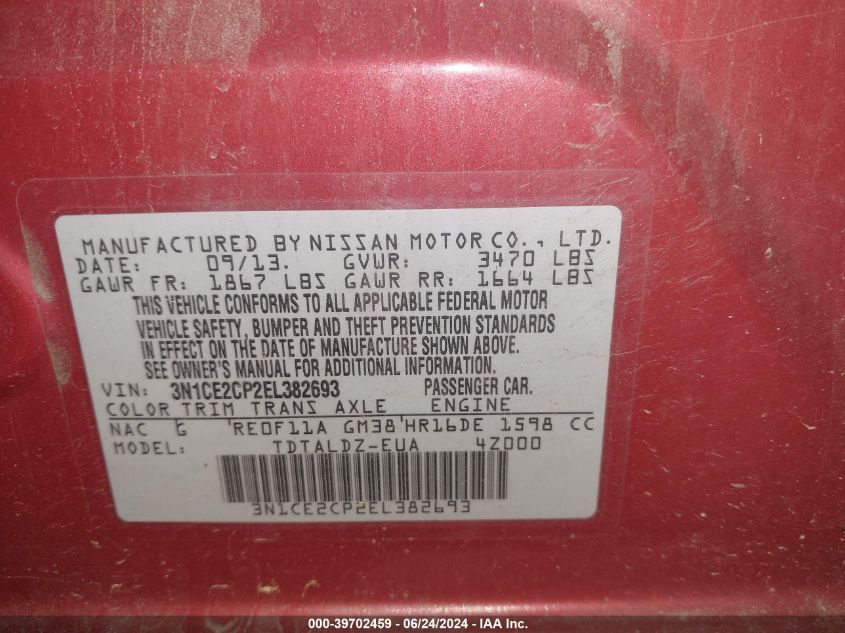 MANUFACTURED BY NISSAN MOTOR CO., LTD.
DATE: 09/13. GVWR: 3470 LBS
GAWR FR: 1867 LBS GAWR RR: 1664 LBS
THIS VEHICLE CONFORMS TO ALL APPLICABLE FEDERAL MOTOR
VEHICLE SAFETY, BUMPER AND THEFT PREVENTION STANDARDS
IN EFFECT ON THE DATE OF MANUFACTURE SHOWN ABOVE.
SEE OWNER'S MANUAL FOR ADDITIONAL INFORMATION.
VIN: 3N1CE2CP2EL382693 PASSENGER CAR.
COLOR TRIM TRANS AXLE ENGINE
NAC G 'RE0F11A GM38'HR16DE 1598 CC
MODEL: TDTALDZ-EUA 4Z000
3N1CE2CP2EL382693
000-39702459 - 06/24/2024 - IAA Inc.